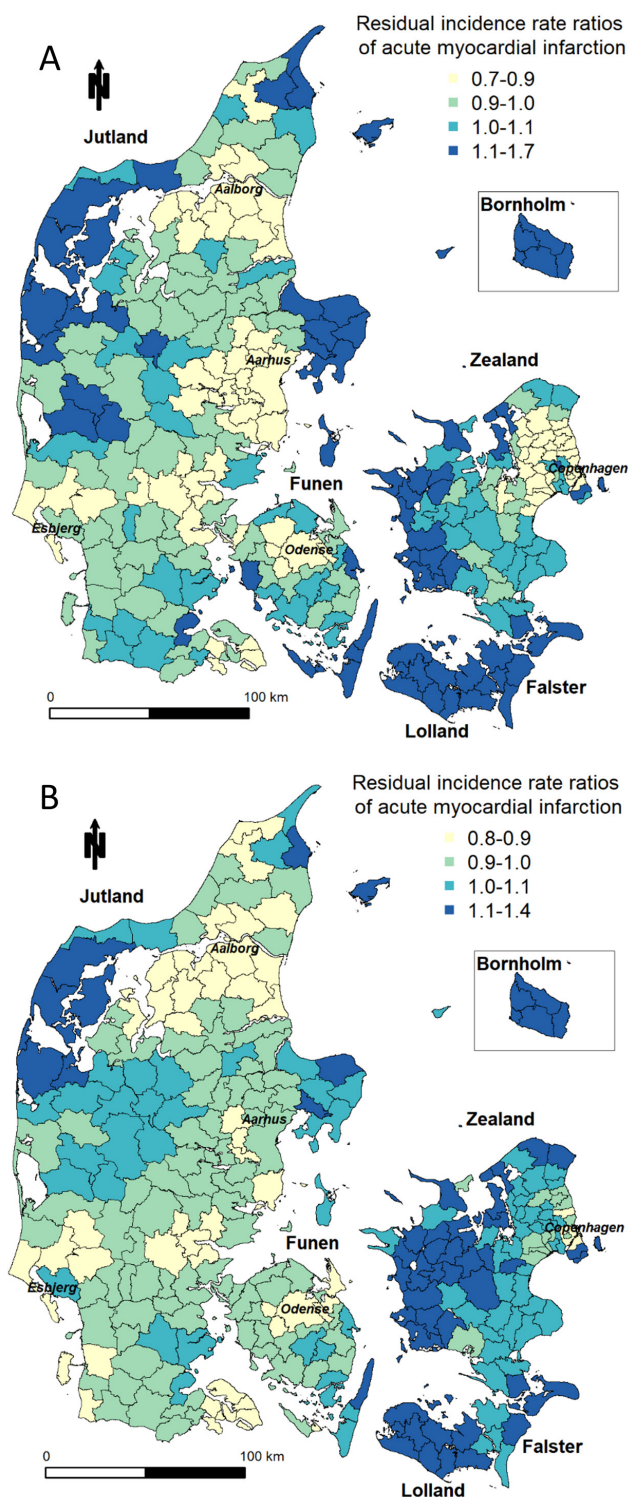 A
Residual incidence rate ratios
of acute myocardial infarction
0.7-0.9
0.9-1.0
1.0-1.1
1.1-1.7
N
Jutland
Aalborg
Bornholm
Aarhus
Zealand
Funen
Copenhagen
Esbjerg
Odense
0
100 km
Falster
Lolland
B
Residual incidence rate ratios
of acute myocardial infarction
0.8-0.9
0.9-1.0
1.0-1.1
1.1-1.4
N
Jutland
Aalborg
Bornholm
Aarhus
Zealand
Funen
Copenhagen
Esbjerg
Odense
0
100 km
Falster
Lolland